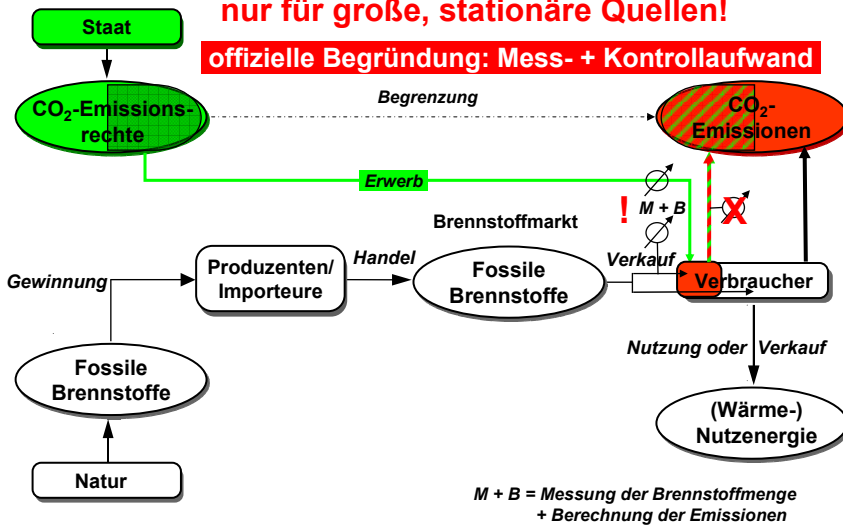 nur für große, stationäre Quellen!
Staat
offizielle Begründung: Mess- + Kontrollaufwand
CO₂-Emissions-
rechte
Begrenzung
CO₂-
Emissionen
Erwerb
! M + B X
Brennstoffmarkt
Gewinnung
Produzenten/
Importeure
Handel
Fossile
Brennstoffe
Verkauf
Verbraucher
Fossile
Brennstoffe
Nutzung oder Verkauf
(Wärme-)
Nutzenergie
Natur
M + B = Messung der Brennstoffmenge
+ Berechnung der Emissionen